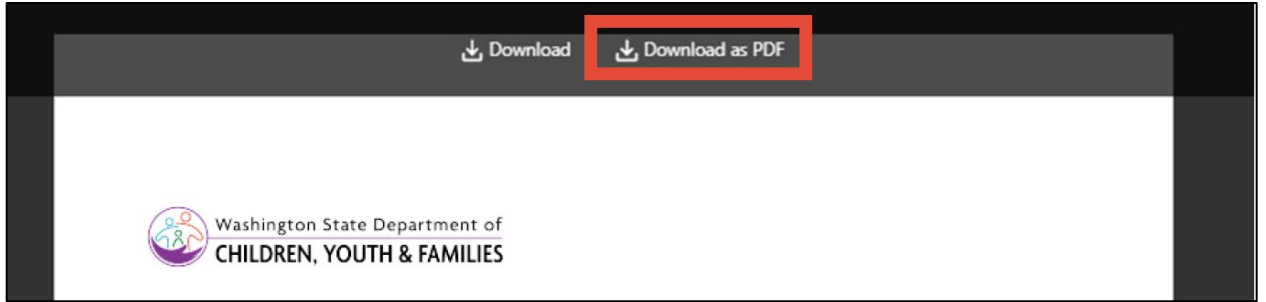 Download Download as PDF
Washington State Department of
CHILDREN, YOUTH & FAMILIES